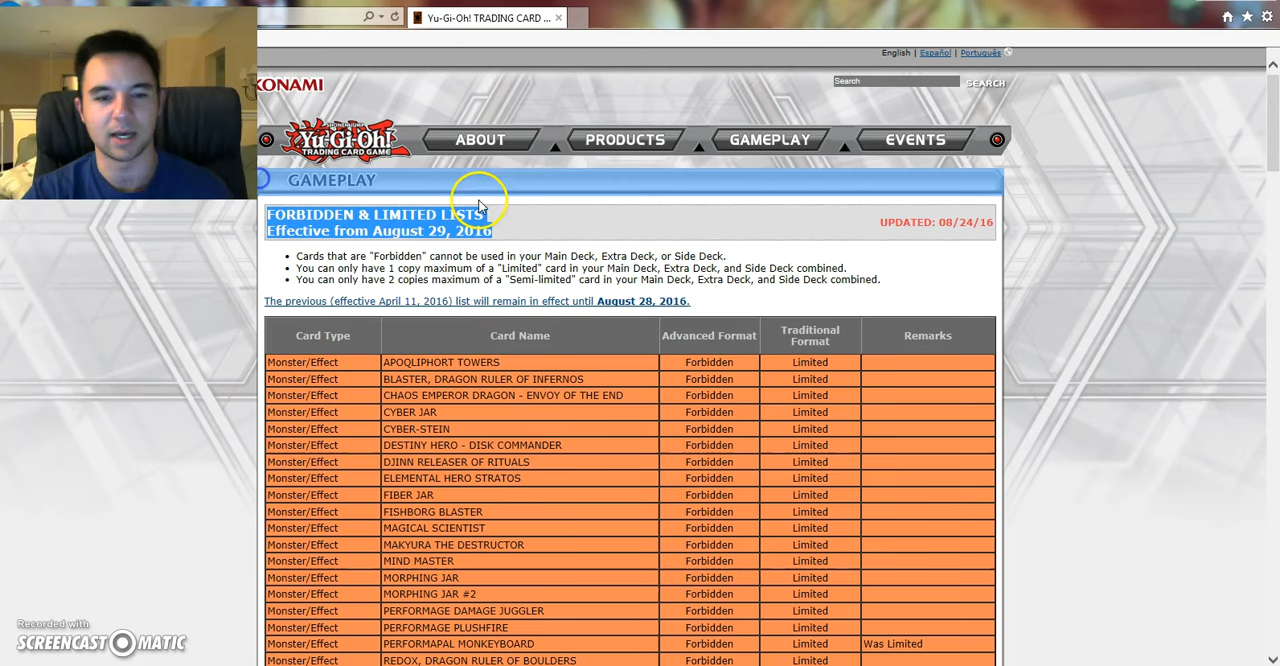 Yu-Gi-Oh! TRADING CARD ...
English | Español | Português
KONAMI
Search
SEARCH
SHONEN JUMP
Yu-Gi-Oh!
TRADING CARD GAME
ABOUT
PRODUCTS
GAMEPLAY
EVENTS
GAMEPLAY
FORBIDDEN & LIMITED LISTS
Effective from August 29, 2016
UPDATED: 08/24/16
• Cards that are "Forbidden" cannot be used in your Main Deck, Extra Deck, or Side Deck.
• You can only have 1 copy maximum of a "Limited" card in your Main Deck, Extra Deck, and Side Deck combined.
• You can only have 2 copies maximum of a "Semi-limited" card in your Main Deck, Extra Deck, and Side Deck combined.
The previous (effective April 11, 2016) list will remain in effect until August 28, 2016.
Card Type Card Name Advanced Format Traditional Format Remarks
Monster/Effect APOQLIPHORT TOWERS Forbidden Limited
Monster/Effect BLASTER, DRAGON RULER OF INFERNOS Forbidden Limited
Monster/Effect CHAOS EMPEROR DRAGON - ENVOY OF THE END Forbidden Limited
Monster/Effect CYBER JAR Forbidden Limited
Monster/Effect CYBER-STEIN Forbidden Limited
Monster/Effect DESTINY HERO - DISK COMMANDER Forbidden Limited
Monster/Effect DJINN RELEASER OF RITUALS Forbidden Limited
Monster/Effect ELEMENTAL HERO STRATOS Forbidden Limited
Monster/Effect FIBER JAR Forbidden Limited
Monster/Effect FISHBORG BLASTER Forbidden Limited
Monster/Effect MAGICAL SCIENTIST Forbidden Limited
Monster/Effect MAKYURA THE DESTRUCTOR Forbidden Limited
Monster/Effect MIND MASTER Forbidden Limited
Monster/Effect MORPHING JAR Forbidden Limited
Monster/Effect MORPHING JAR #2 Forbidden Limited
Monster/Effect PERFORMAGE DAMAGE JUGGLER Forbidden Limited
Monster/Effect PERFORMAGE PLUSHFIRE Forbidden Limited
Monster/Effect PERFORMAPAL MONKEYBOARD Forbidden Limited Was Limited
Monster/Effect REDOX, DRAGON RULER OF BOULDERS Forbidden Limited
Recorded with
SCREENCAST-O-MATIC